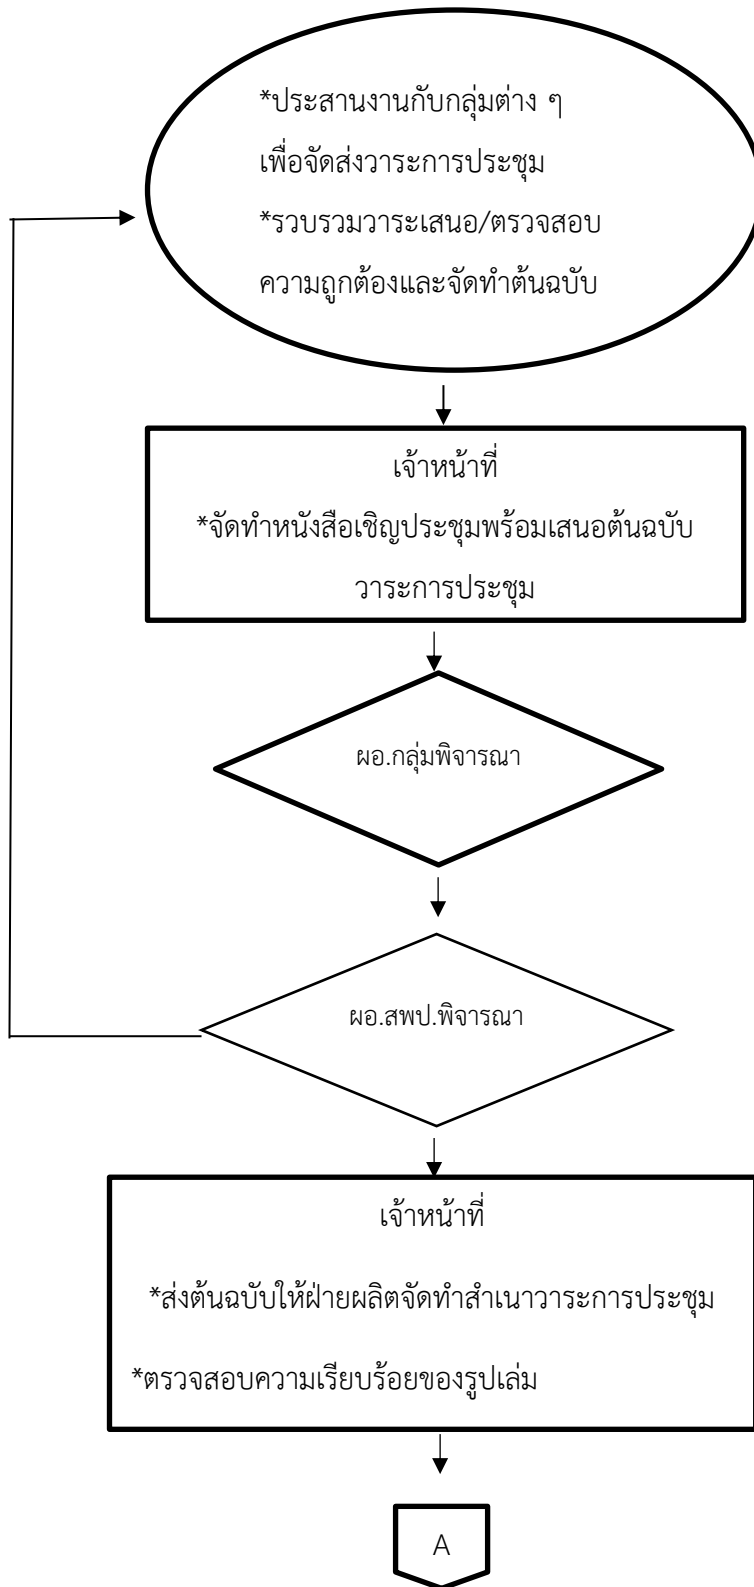 *ประสานงานกับกลุ่มต่าง ๆ
เพื่อจัดส่งวาระการประชุม
*รวบรวมวาระเสนอ/ตรวจสอบ
ความถูกต้องและจัดทำต้นฉบับ
เจ้าหน้าที่
*จัดทำหนังสือเชิญประชุมพร้อมเสนอต้นฉบับ
วาระการประชุม
ผอ.กลุ่มพิจารณา
ผอ.สพป.พิจารณา
เจ้าหน้าที่
*ส่งต้นฉบับให้ฝ่ายผลิตจัดทำสำเนาวาระการประชุม
*ตรวจสอบความเรียบร้อยของรูปเล่ม
A